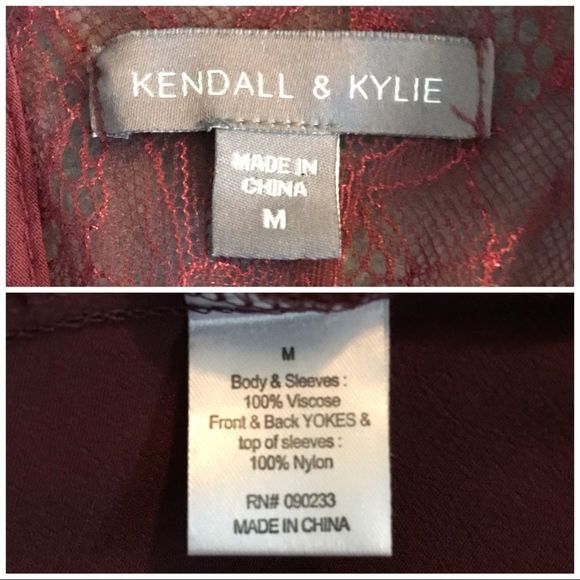 KENDALL & KYLIE
MADE IN
CHINA
M
M
Body & Sleeves :
100% Viscose
Front & Back YOKES &
top of sleeves :
100% Nylon
RN# 090233
MADE IN CHINA